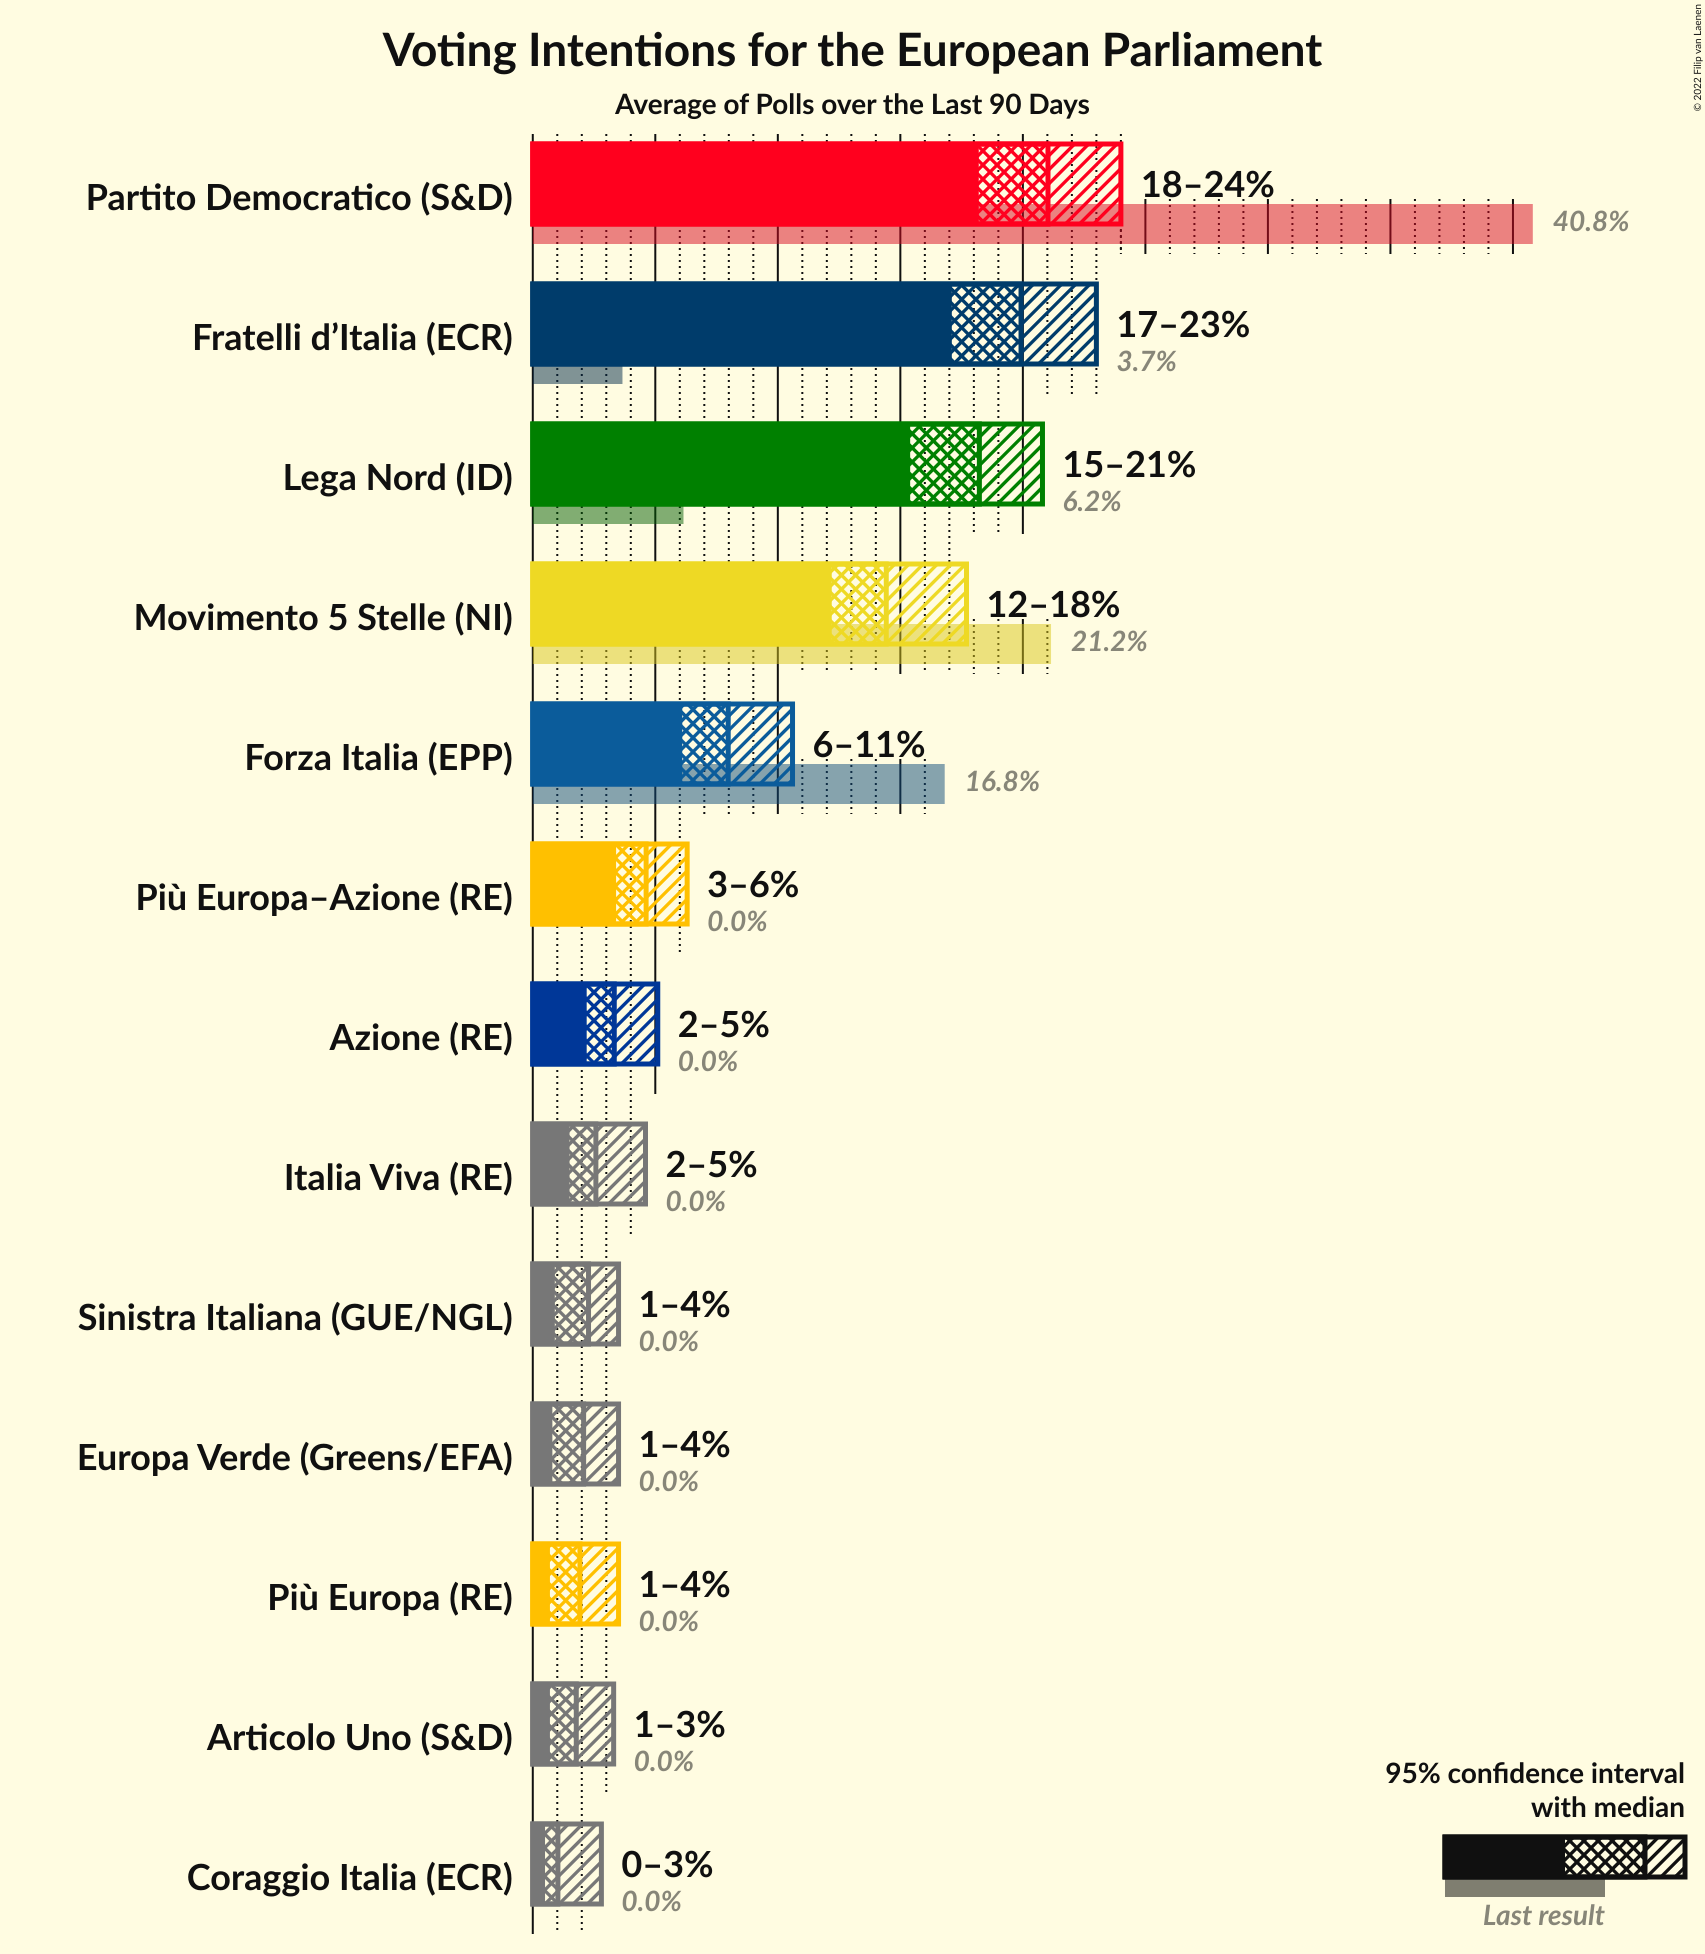 Voting Intentions for the European Parliament
Average of Polls over the Last 90 Days
© 2022 Filip van Laenen
Partito Democratico (S&D)
18–24%
40.8%
Fratelli d’Italia (ECR)
17–23%
3.7%
Lega Nord (ID)
15–21%
6.2%
Movimento 5 Stelle (NI)
12–18%
21.2%
Forza Italia (EPP)
6–11%
16.8%
Più Europa–Azione (RE)
3–6%
0.0%
Azione (RE)
2–5%
0.0%
Italia Viva (RE)
2–5%
0.0%
Sinistra Italiana (GUE/NGL)
1–4%
0.0%
Europa Verde (Greens/EFA)
1–4%
0.0%
Più Europa (RE)
1–4%
0.0%
Articolo Uno (S&D)
1–3%
0.0%
Coraggio Italia (ECR)
0–3%
0.0%
95% confidence interval
with median
Last result